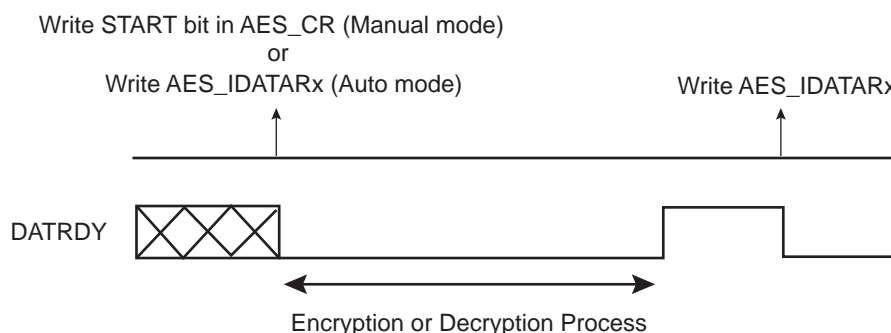 Write START bit in AES_CR (Manual mode)
or
Write AES_IDATARx (Auto mode)
Write AES_IDATARx
DATRDY
Encryption or Decryption Process